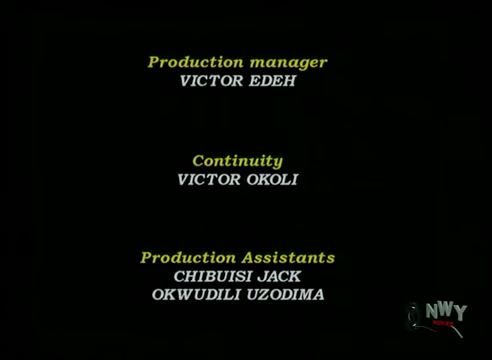 Production manager
VICTOR EDEH
Continuity
VICTOR OKOLI
Production Assistants
CHIBUISI JACK
OKWUDILI UZODIMA
NWY